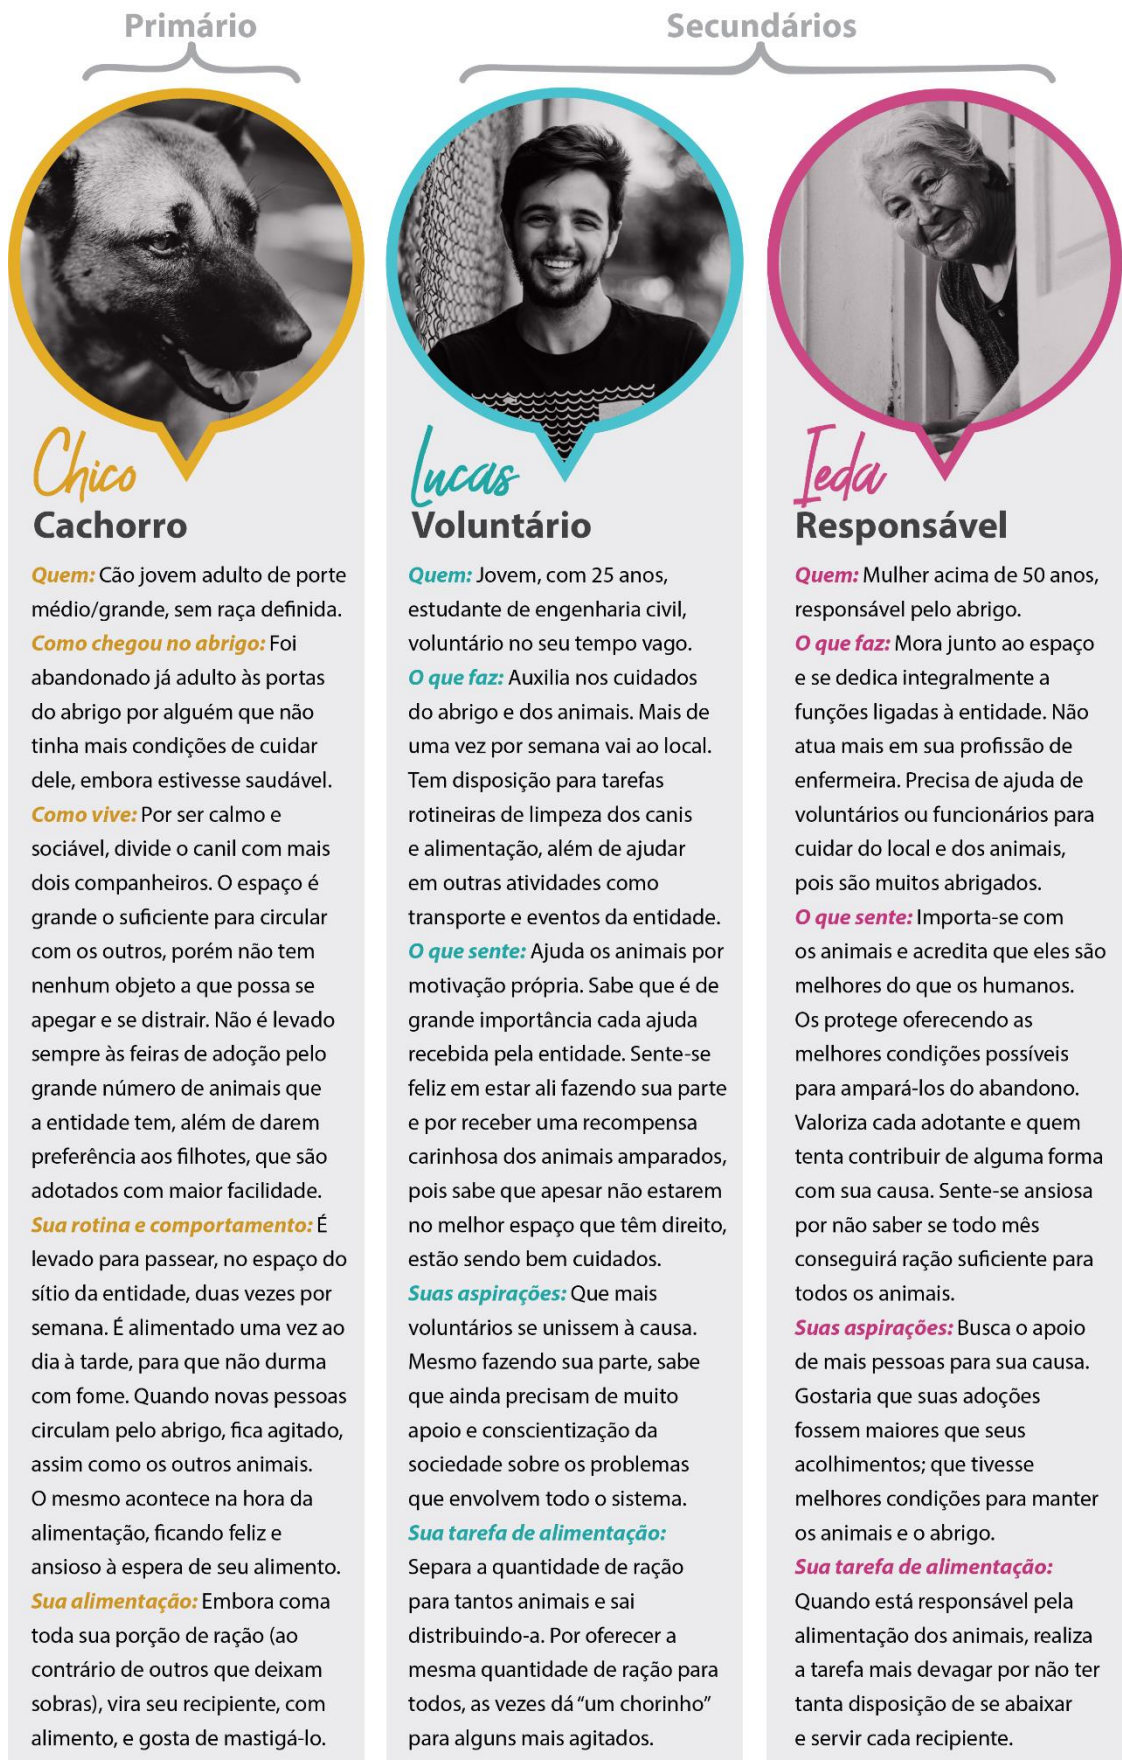 Primário
Secundários
Chico
Cachorro
Quem: Cão jovem adulto de porte
médio/grande, sem raça definida.
Como chegou no abrigo: Foi
abandonado já adulto às portas
do abrigo por alguém que não
tinha mais condições de cuidar
dele, embora estivesse saudável.
Como vive: Por ser calmo e
sociável, divide o canil com mais
dois companheiros. O espaço é
grande o suficiente para circular
com os outros, porém não tem
nenhum objeto a que possa se
apegar e se distrair. Não é levado
sempre às feiras de adoção pelo
grande número de animais que
a entidade tem, além de darem
preferência aos filhotes, que são
adotados com maior facilidade.
Sua rotina e comportamento: É
levado para passear, no espaço do
sítio da entidade, duas vezes por
semana. É alimentado uma vez ao
dia à tarde, para que não durma
com fome. Quando novas pessoas
circulam pelo abrigo, fica agitado,
assim como os outros animais.
O mesmo acontece na hora da
alimentação, ficando feliz e
ansioso à espera de seu alimento.
Sua alimentação: Embora coma
toda sua porção de ração (ao
contrário de outros que deixam
sobras), vira seu recipiente, com
alimento, e gosta de mastigá-lo.
Lucas
Voluntário
Quem: Jovem, com 25 anos,
estudante de engenharia civil,
voluntário no seu tempo vago.
O que faz: Auxilia nos cuidados
do abrigo e dos animais. Mais de
uma vez por semana vai ao local.
Tem disposição para tarefas
rotineiras de limpeza dos canis
e alimentação, além de ajudar
em outras atividades como
transporte e eventos da entidade.
O que sente: Ajuda os animais por
motivação própria. Sabe que é de
grande importância cada ajuda
recebida pela entidade. Sente-se
feliz em estar ali fazendo sua parte
e por receber uma recompensa
carinhosa dos animais amparados,
pois sabe que apesar não estarem
no melhor espaço que têm direito,
estão sendo bem cuidados.
Suas aspirações: Que mais
voluntários se unissem à causa.
Mesmo fazendo sua parte, sabe
que ainda precisam de muito
apoio e conscientização da
sociedade sobre os problemas
que envolvem todo o sistema.
Sua tarefa de alimentação:
Separa a quantidade de ração
para tantos animais e sai
distribuindo-a. Por oferecer a
mesma quantidade de ração para
todos, as vezes dá “um chorinho”
para alguns mais agitados.
Ieda
Responsável
Quem: Mulher acima de 50 anos,
responsável pelo abrigo.
O que faz: Mora junto ao espaço
e se dedica integralmente a
funções ligadas à entidade. Não
atua mais em sua profissão de
enfermeira. Precisa de ajuda de
voluntários ou funcionários para
cuidar do local e dos animais,
pois são muitos abrigados.
O que sente: Importa-se com
os animais e acredita que eles são
melhores do que os humanos.
Os protege oferecendo as
melhores condições possíveis
para ampará-los do abandono.
Valoriza cada adotante e quem
tenta contribuir de alguma forma
com sua causa. Sente-se ansiosa
por não saber se todo mês
conseguirá ração suficiente para
todos os animais.
Suas aspirações: Busca o apoio
de mais pessoas para sua causa.
Gostaria que suas adoções
fossem maiores que seus
acolhimentos; que tivesse
melhores condições para manter
os animais e o abrigo.
Sua tarefa de alimentação:
Quando está responsável pela
alimentação dos animais, realiza
a tarefa mais devagar por não ter
tanta disposição de se abaixar
e servir cada recipiente.